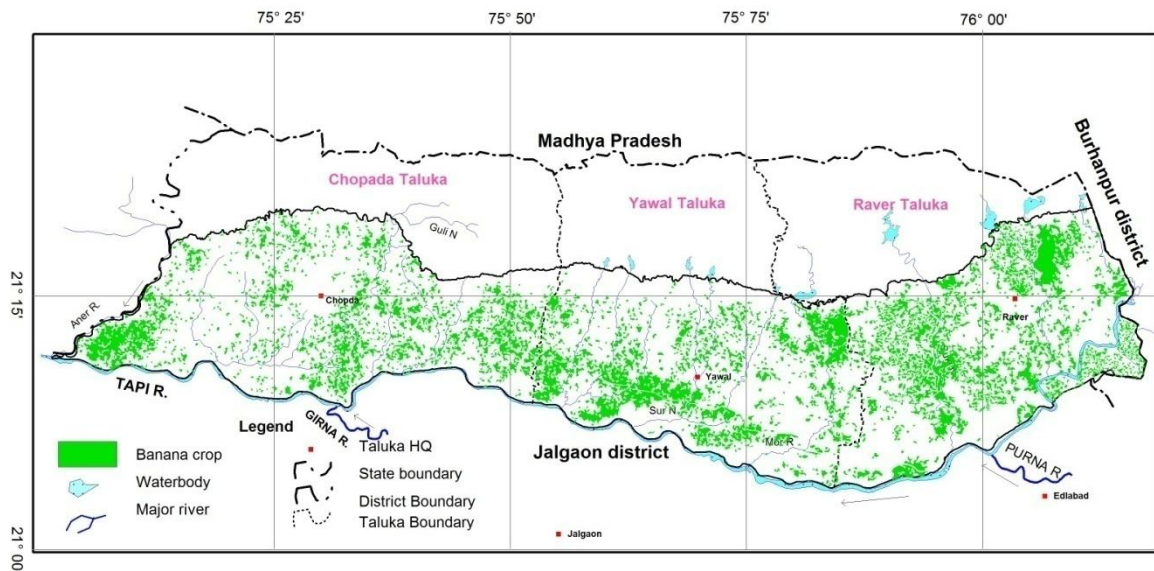 75° 25' 75° 50' 75° 75' 76° 00'
Madhya Pradesh
Burhanpur district
Chopada Taluka
Yawal Taluka
Raver Taluka
Guli N
21° 15
Aner R.
Chopda
Raver
TAPI R.
Yawal
Sur N
Mor R
GIRNA R.
Jalgaon district
PURNA R
Edlabad
Jalgaon
Legend
Banana crop
Waterbody
Major river
Taluka HQ
State boundary
District Boundary
Taluka Boundary
21° 00